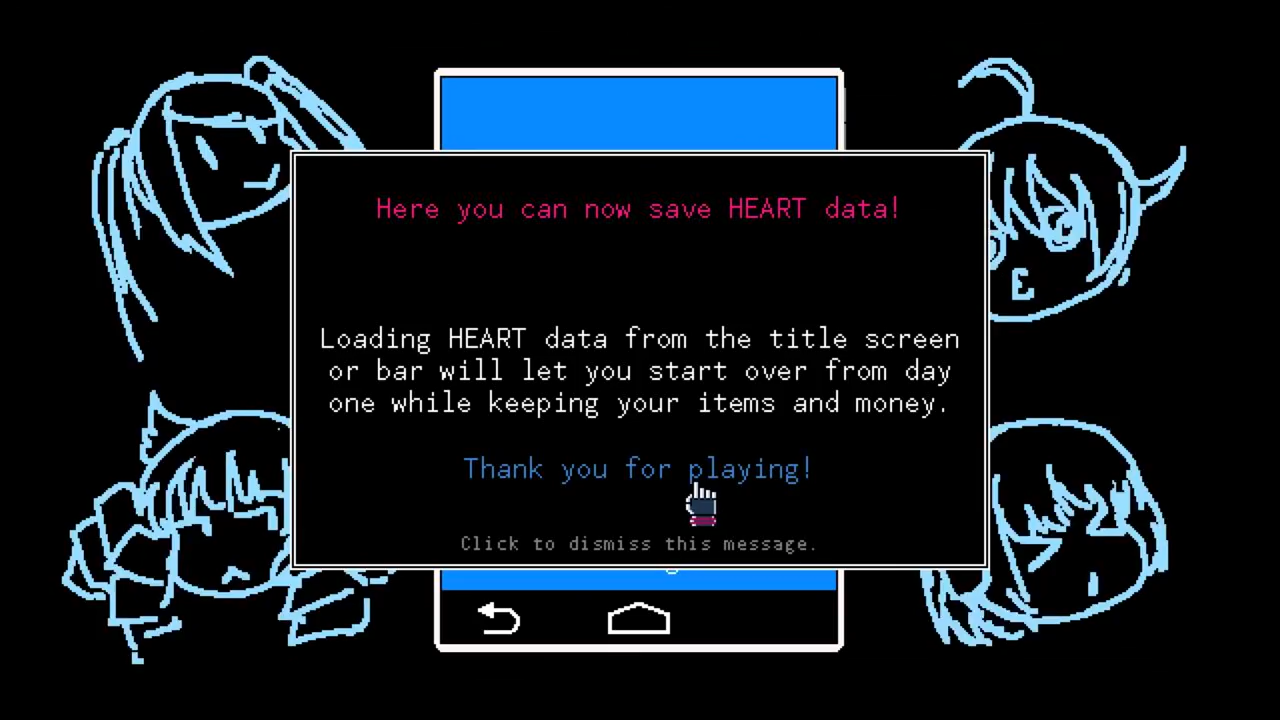 Here you can now save HEART data!
Loading HEART data from the title screen
or bar will let you start over from day
one while keeping your items and money.
Thank you for playing!
Click to dismiss this message.